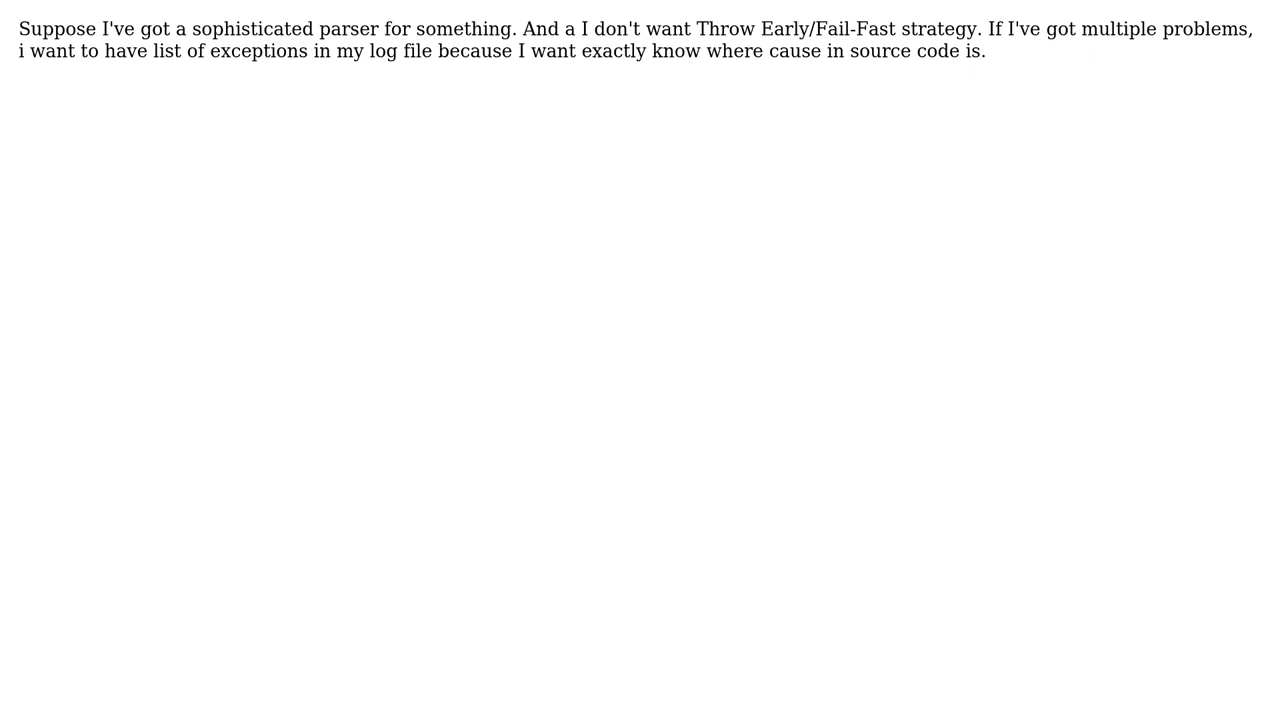 Suppose I've got a sophisticated parser for something. And a I don't want Throw Early/Fail-Fast strategy. If I've got multiple problems,
i want to have list of exceptions in my log file because I want exactly know where cause in source code is.